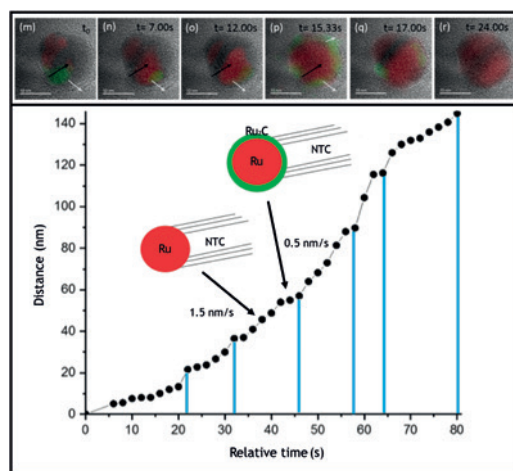 (m) t₀
(n) t= 7.00s
(o) t= 12.00s
(p) t= 15.33s
(q) t= 17.00s
(r) t= 24.00s
140
120
100
80
60
40
20
0
Distance (nm)
Ru₂C
Ru
NTC
Ru
NTC
0.5 nm/s
1.5 nm/s
0 10 20 30 40 50 60 70 80
Relative time (s)